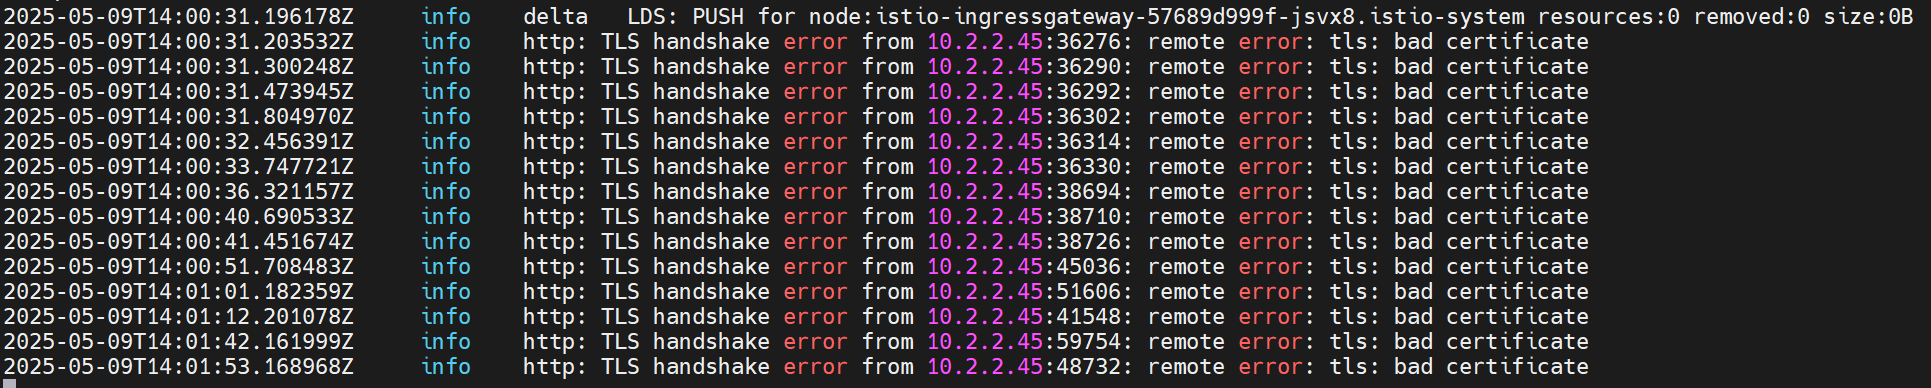 2025-05-09T14:00:31.196178Z info delta LDS: PUSH for node:istio-ingressgateway-57689d999f-jsvx8.istio-system resources:0 removed:0 size:0B
2025-05-09T14:00:31.203532Z info http: TLS handshake error from 10.2.2.45:36276: remote error: tls: bad certificate
2025-05-09T14:00:31.300248Z info http: TLS handshake error from 10.2.2.45:36290: remote error: tls: bad certificate
2025-05-09T14:00:31.473945Z info http: TLS handshake error from 10.2.2.45:36292: remote error: tls: bad certificate
2025-05-09T14:00:31.804970Z info http: TLS handshake error from 10.2.2.45:36302: remote error: tls: bad certificate
2025-05-09T14:00:32.456391Z info http: TLS handshake error from 10.2.2.45:36314: remote error: tls: bad certificate
2025-05-09T14:00:33.747721Z info http: TLS handshake error from 10.2.2.45:36330: remote error: tls: bad certificate
2025-05-09T14:00:36.321157Z info http: TLS handshake error from 10.2.2.45:38694: remote error: tls: bad certificate
2025-05-09T14:00:40.690533Z info http: TLS handshake error from 10.2.2.45:38710: remote error: tls: bad certificate
2025-05-09T14:00:41.451674Z info http: TLS handshake error from 10.2.2.45:38726: remote error: tls: bad certificate
2025-05-09T14:00:51.708483Z info http: TLS handshake error from 10.2.2.45:45036: remote error: tls: bad certificate
2025-05-09T14:01:01.182359Z info http: TLS handshake error from 10.2.2.45:51606: remote error: tls: bad certificate
2025-05-09T14:01:12.201078Z info http: TLS handshake error from 10.2.2.45:41548: remote error: tls: bad certificate
2025-05-09T14:01:42.161999Z info http: TLS handshake error from 10.2.2.45:59754: remote error: tls: bad certificate
2025-05-09T14:01:53.168968Z info http: TLS handshake error from 10.2.2.45:48732: remote error: tls: bad certificate